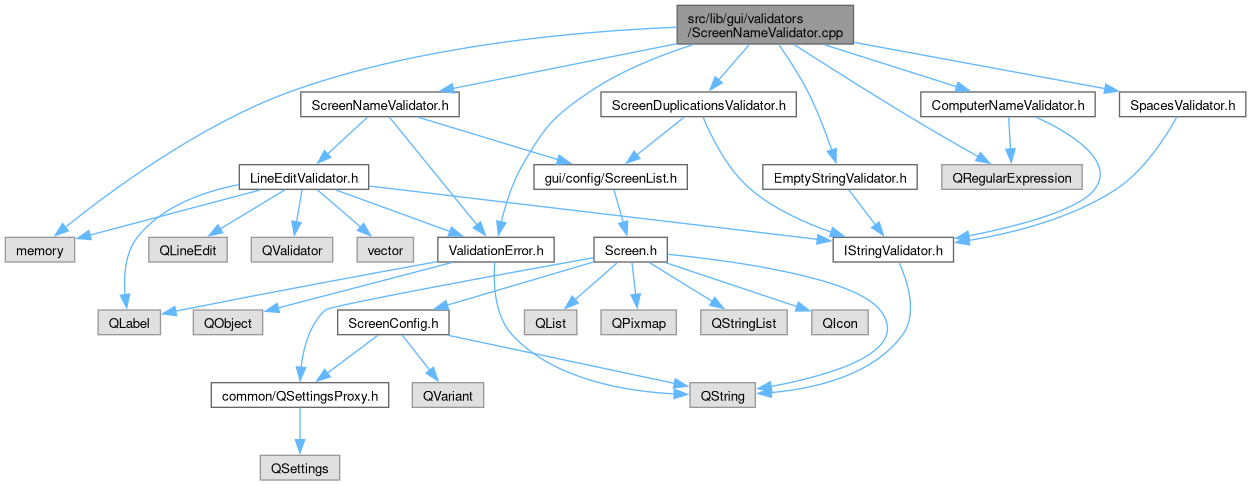 src/lib/gui/validators
/ScreenNameValidator.cpp
ScreenNameValidator.h
ScreenDuplicationsValidator.h
ComputerNameValidator.h
SpacesValidator.h
LineEditValidator.h
gui/config/ScreenList.h
EmptyStringValidator.h
QRegularExpression
memory
QLineEdit
QValidator
vector
ValidationError.h
Screen.h
IStringValidator.h
QLabel
QObject
ScreenConfig.h
QList
QPixmap
QStringList
QIcon
common/QSettingsProxy.h
QVariant
QString
QSettings